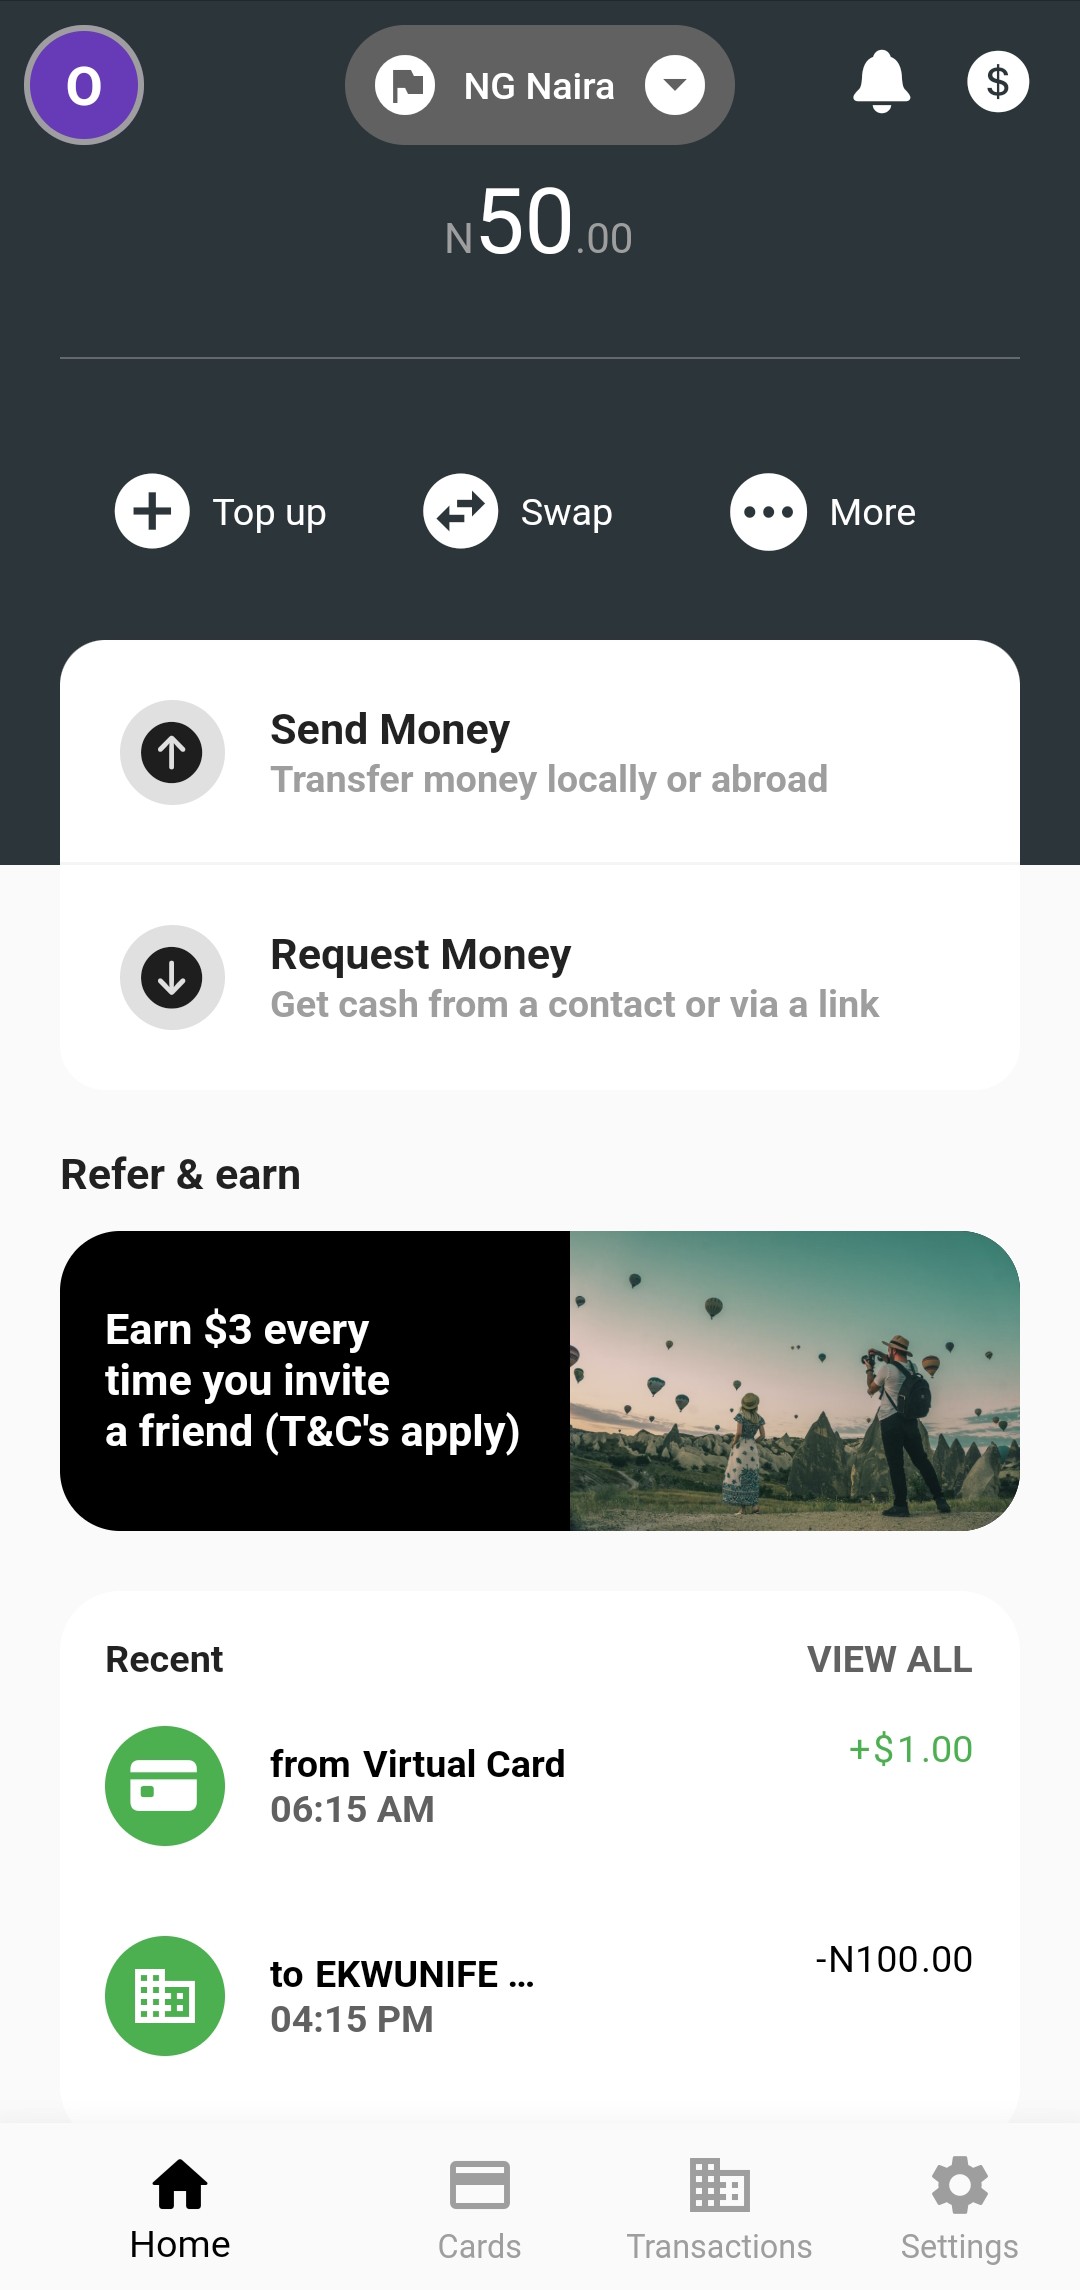 O
NG Naira
$
N50.00
Top up
Swap
More
Send Money
Transfer money locally or abroad
Request Money
Get cash from a contact or via a link
Refer & earn
Earn $3 every
time you invite
a friend (T&C's apply)
Recent
VIEW ALL
from Virtual Card
+$1.00
06:15 AM
to EKWUNIFE ...
-N100.00
04:15 PM
Home
Cards
Transactions
Settings